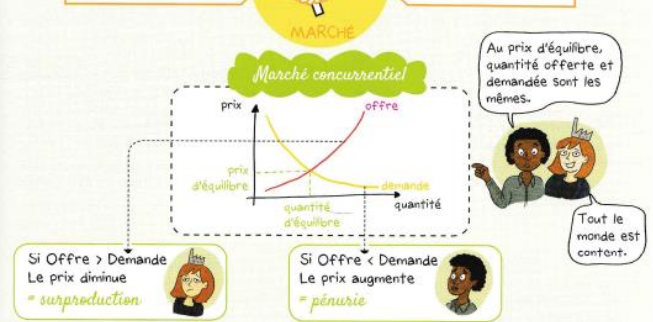 MARCHÉ
Marché concurrentiel
Au prix d'équilibre,
quantité offerte et
demandée sont les
mêmes.
prix
offre
prix
d'équilibre
demande
quantité
d'équilibre
quantité
Tout le
monde est
content.
Si Offre > Demande
Le prix diminue
= surproduction
Si Offre < Demande
Le prix augmente
= pénurie